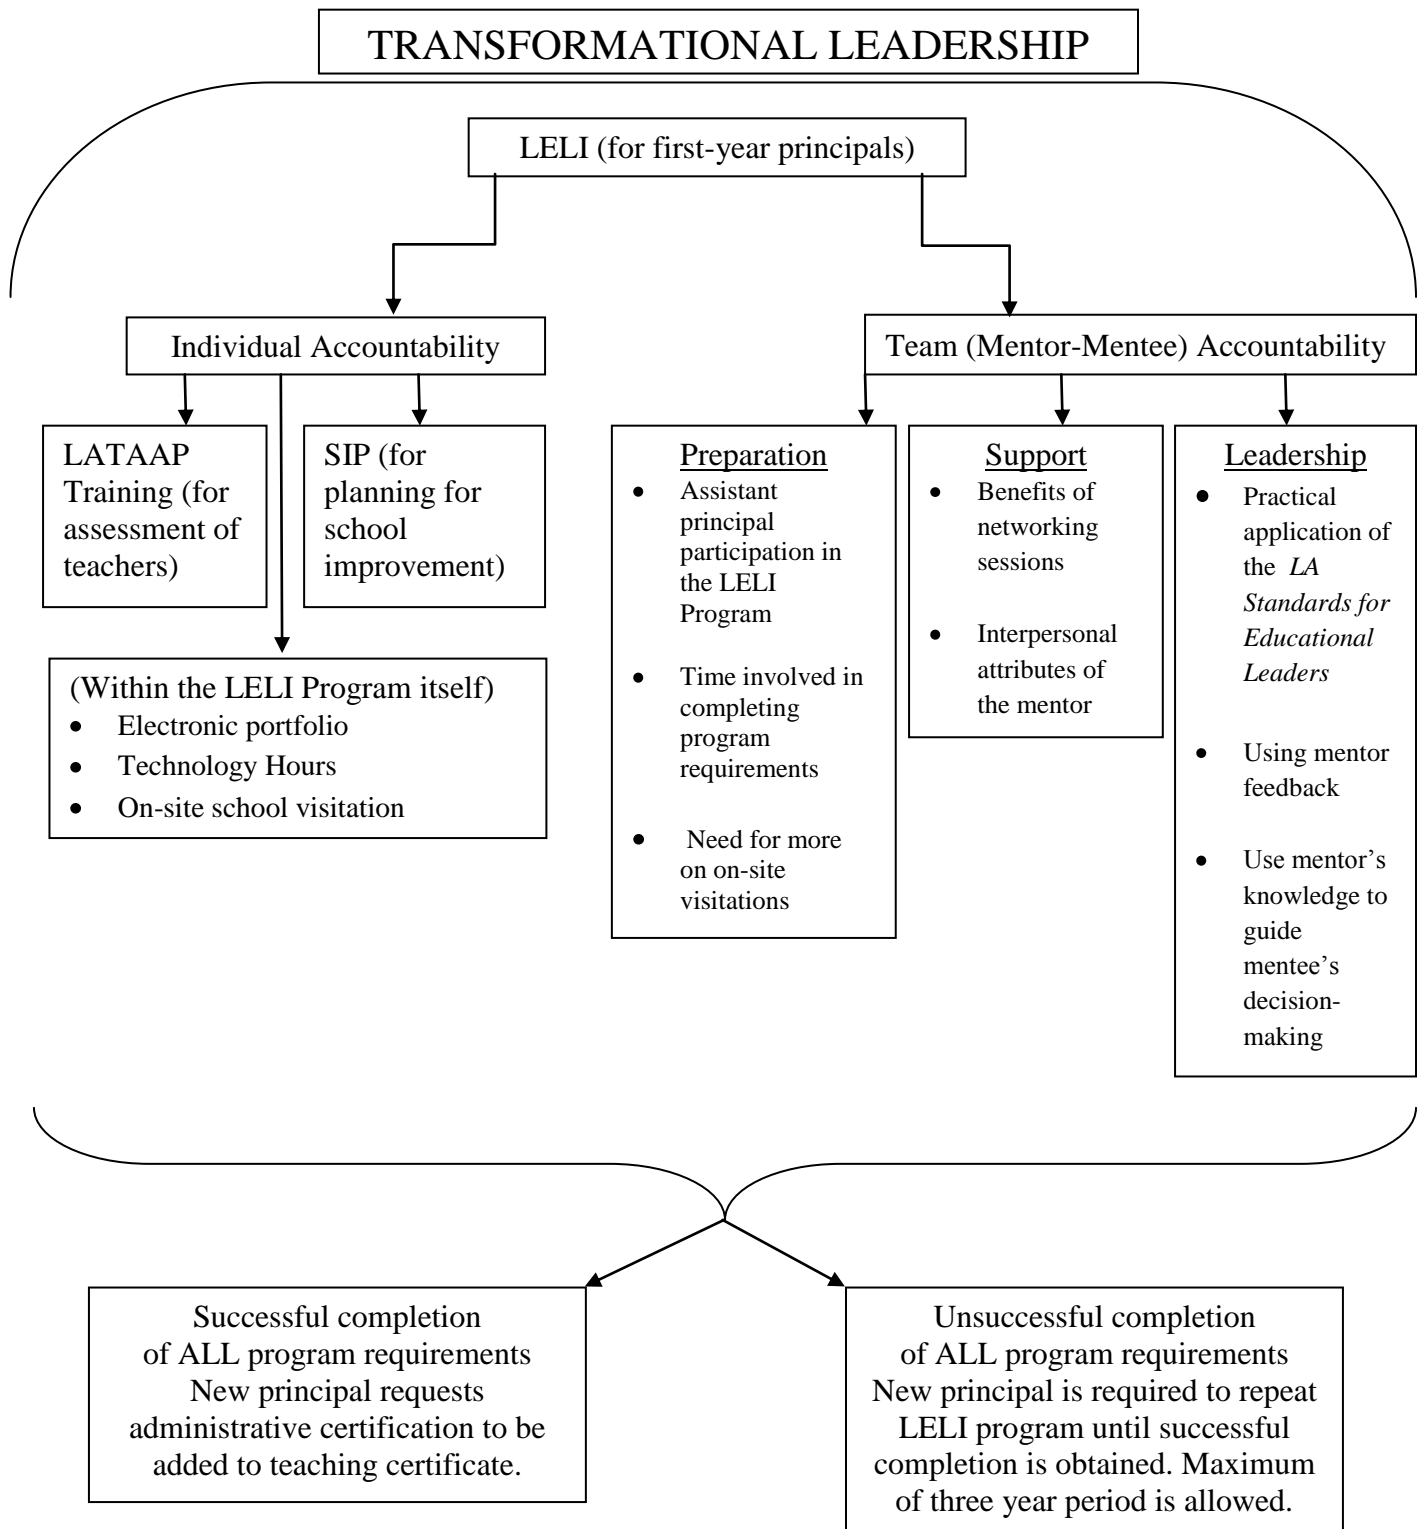 TRANSFORMATIONAL LEADERSHIP
LELI (for first-year principals)
Individual Accountability
Team (Mentor-Mentee) Accountability
LATAAP
Training (for
assessment of
teachers)
SIP (for
planning for
school
improvement)
(Within the LELI Program itself)
• Electronic portfolio
• Technology Hours
• On-site school visitation
Preparation
• Assistant
principal
participation in
the LELI
Program
• Time involved in
completing
program
requirements
• Need for more
on on-site
visitations
Support
• Benefits of
networking
sessions
• Interpersonal
attributes of
the mentor
Leadership
• Practical
application of
the LA
Standards for
Educational
Leaders
• Using mentor
feedback
• Use mentor’s
knowledge to
guide
mentee’s
decision-
making
Successful completion
of ALL program requirements
New principal requests
administrative certification to be
added to teaching certificate.
Unsuccessful completion
of ALL program requirements
New principal is required to repeat
LELI program until successful
completion is obtained. Maximum
of three year period is allowed.